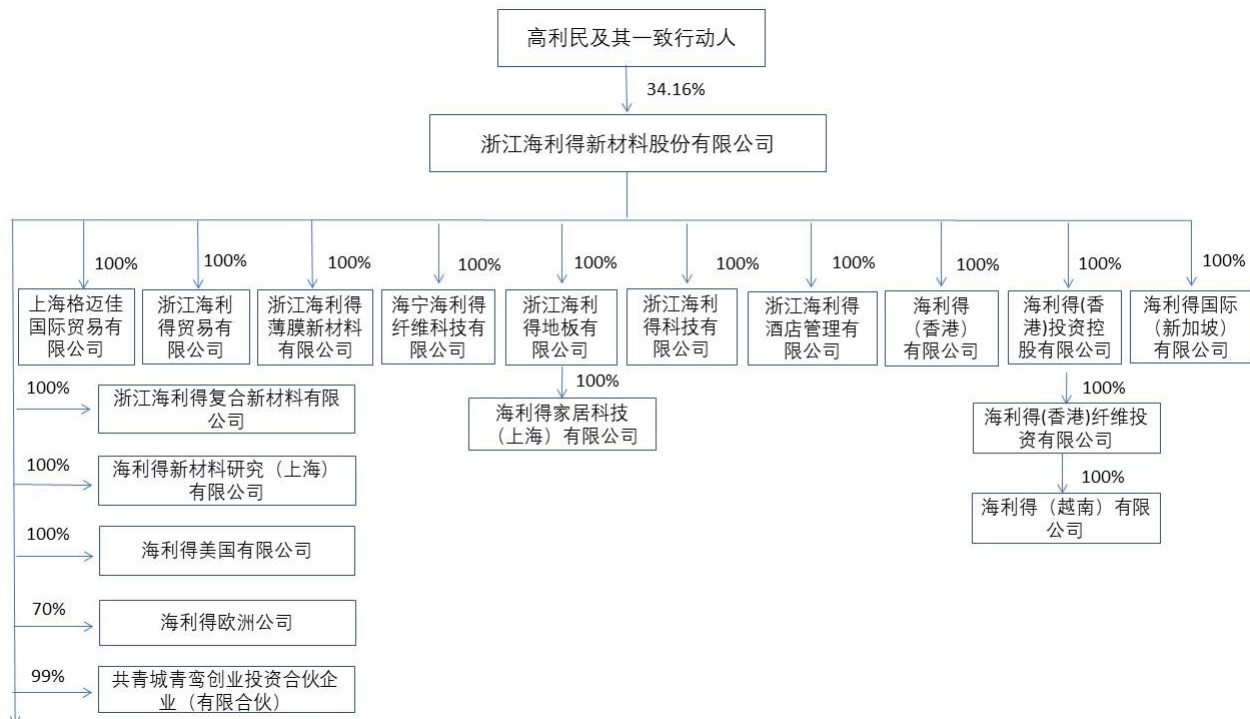 高利民及其一致行动人
34.16%
浙江海利得新材料股份有限公司
100%
100%
100%
100%
100%
100%
100%
100%
100%
100%
上海格迈佳
国际贸易有
限公司
浙江海利
得贸易有
限公司
浙江海利得
薄膜新材料
有限公司
海宁海利得
纤维科技有
限公司
浙江海利
得地板有
限公司
浙江海利
得科技有
限公司
浙江海利得
酒店管理有
限公司
海利得
（香港）
有限公司
海利得(香
港)投资控
股有限公司
海利得国际
（新加坡）
有限公司
100%
浙江海利得复合新材料有限
公司
100%
海利得家居科技
（上海）有限公司
100%
海利得(香港)纤维投
资有限公司
100%
海利得新材料研究（上海）
有限公司
100%
海利得（越南）有限
公司
100%
海利得美国有限公司
70%
海利得欧洲公司
99%
共青城青鸾创业投资合伙企
业（有限合伙）